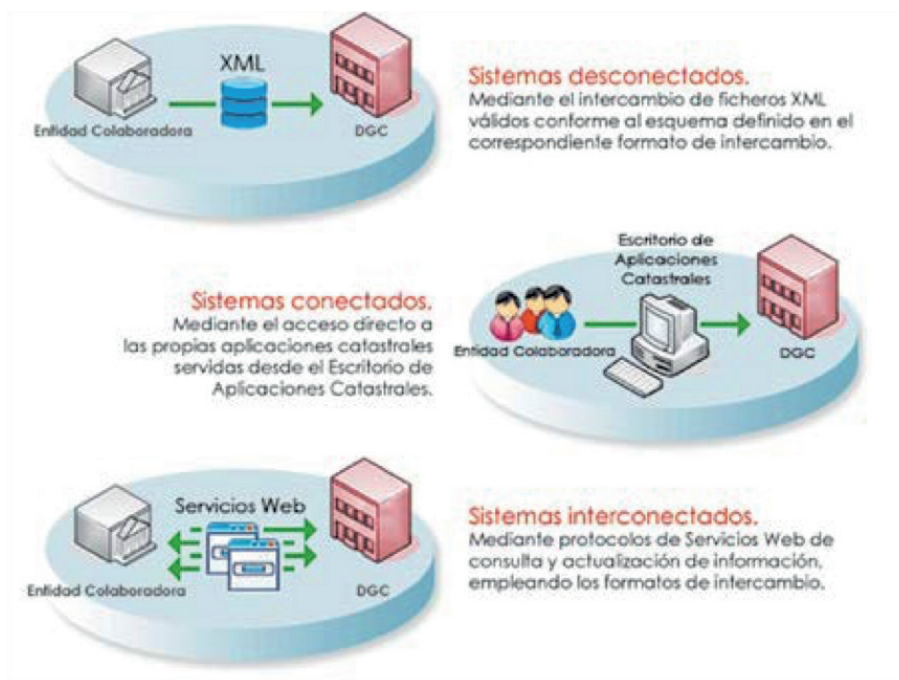 XML
Entidad Colaboradora
DGC
Sistemas desconectados.
Mediante el intercambio de ficheros XML
válidos conforme al esquema definido en el
correspondiente formato de intercambio.
Sistemas conectados.
Mediante el acceso directo a
las propias aplicaciones catastrales
servidas desde el Escritorio de
Aplicaciones Catastrales.
Escritorio de
Aplicaciones
Catastrales
Entidad Colaboradora
DGC
Servicios Web
Entidad Colaboradora
DGC
Sistemas interconectados.
Mediante protocolos de Servicios Web de
consulta y actualización de información,
empleando los formatos de intercambio.